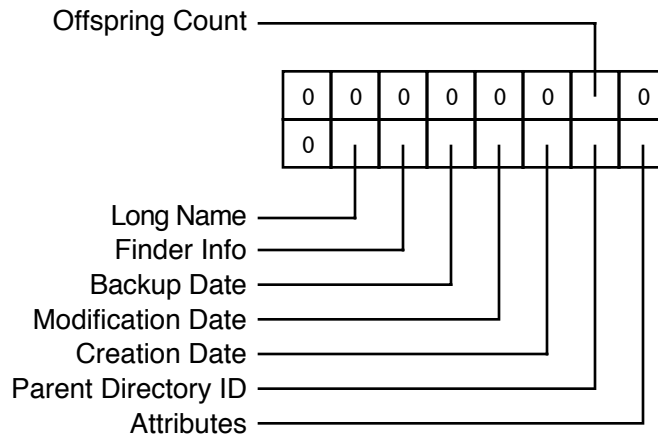 Offspring Count
0 0 0 0 0 0 0
0
Long Name
Finder Info
Backup Date
Modification Date
Creation Date
Parent Directory ID
Attributes